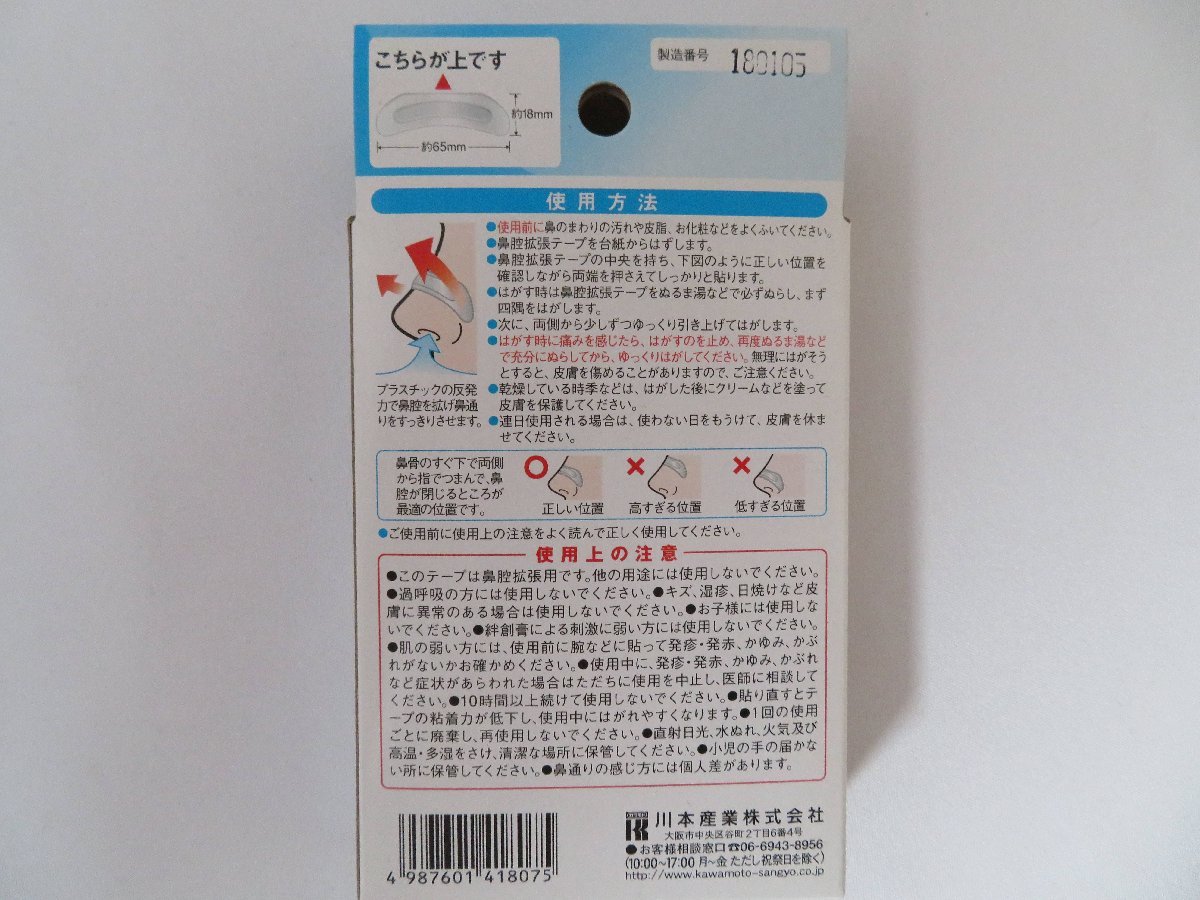 こちらが上です
約18mm
約65mm
製造番号 180105
使用方法
●使用前に鼻のまわりの汚れや皮脂、お化粧などをよくふいてください。
●鼻腔拡張テープを台紙からはずします。
●鼻腔拡張テープの中央を持ち、下図のように正しい位置を
確認しながら両端を押さえてしっかりと貼ります。
●はがす時は鼻腔拡張テープをぬるま湯などで必ずぬらし、まず
四隅をはがします。
●次に、両側から少しずつゆっくり引き上げてはがします。
●はがす時に痛みを感じたら、はがすのを止め、再度ぬるま湯など
で充分にぬらしてから、ゆっくりはがしてください。無理にはがそう
とすると、皮膚を傷めることがありますので、ご注意ください。
●乾燥している時季などは、はがした後にクリームなどを塗って
皮膚を保護してください。
●連日使用される場合は、使わない日をもうけて、皮膚を休ま
せてください。
プラスチックの反発
力で鼻腔を拡げ鼻通
りをすっきりさせます。
鼻骨のすぐ下で両側
から指でつまんで、鼻
腔が閉じるところが
最適の位置です。
正しい位置
高すぎる位置
低すぎる位置
●ご使用前に使用上の注意をよく読んで正しく使用してください。
使用上の注意
●このテープは鼻腔拡張用です。他の用途には使用しないでください。
●過呼吸の方には使用しないでください。●キズ、湿疹、日焼けなど皮
膚に異常のある場合は使用しないでください。●お子様には使用しな
いでください。●絆創膏による刺激に弱い方には使用しないでください。
●肌の弱い方には、使用前に腕などに貼って発疹・発赤、かゆみ、かぶ
れがないかお確かめください。●使用中に、発疹・発赤、かゆみ、かぶれ
など症状があらわれた場合はただちに使用を中止し、医師に相談して
ください。●10時間以上続けて使用しないでください。●貼り直すとテ
ープの粘着力が低下し、使用中にはがれやすくなります。●1回の使用
ごとに廃棄し、再使用しないでください。●直射日光、水ぬれ、火気及び
高温・多湿をさけ、清潔な場所に保管してください。●小児の手の届かな
い所に保管してください。●鼻通りの感じ方には個人差があります。
4 987601 418075
川本産業株式会社
大阪市中央区谷町2丁目6番4号
●お客様相談窓口☎06-6943-8956
(10:00~17:00 月~金 ただし祝祭日を除く)
http://www.kawamoto-sangyo.co.jp